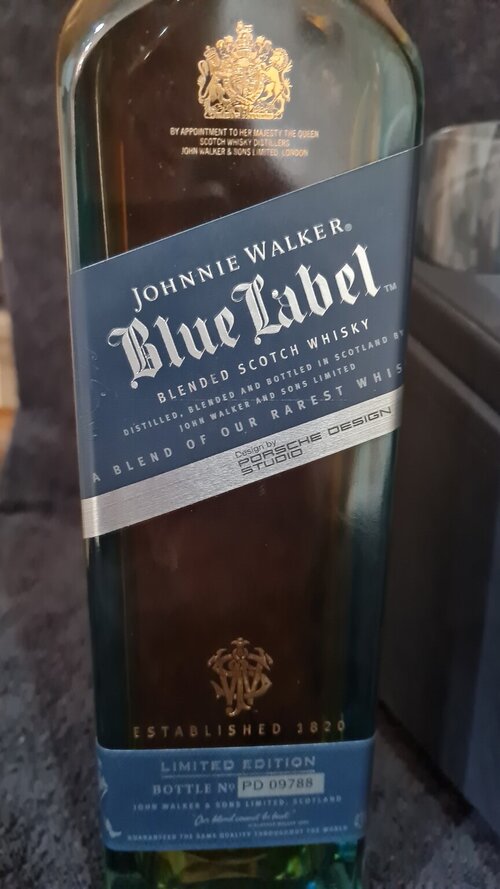 BY APPOINTMENT TO HER MAJESTY THE QUEEN
SCOTCH WHISKY DISTILLERS
JOHN WALKER & SONS LIMITED, LONDON
JOHNNIE WALKER®
Blue Label™
BLENDED SCOTCH WHISKY
DISTILLED, BLENDED AND BOTTLED IN SCOTLAND BY
JOHN WALKER AND SONS LIMITED
A BLEND OF OUR RAREST WHIS
Design by
PORSCHE DESIGN
STUDIO
ESTABLISHED 1820
LIMITED EDITION
BOTTLE No PD 09788
JOHN WALKER & SONS LIMITED, SCOTLAND
Our blend cannot be beat
GUARANTEED THE SAME QUALITY THROUGHOUT THE WORLD